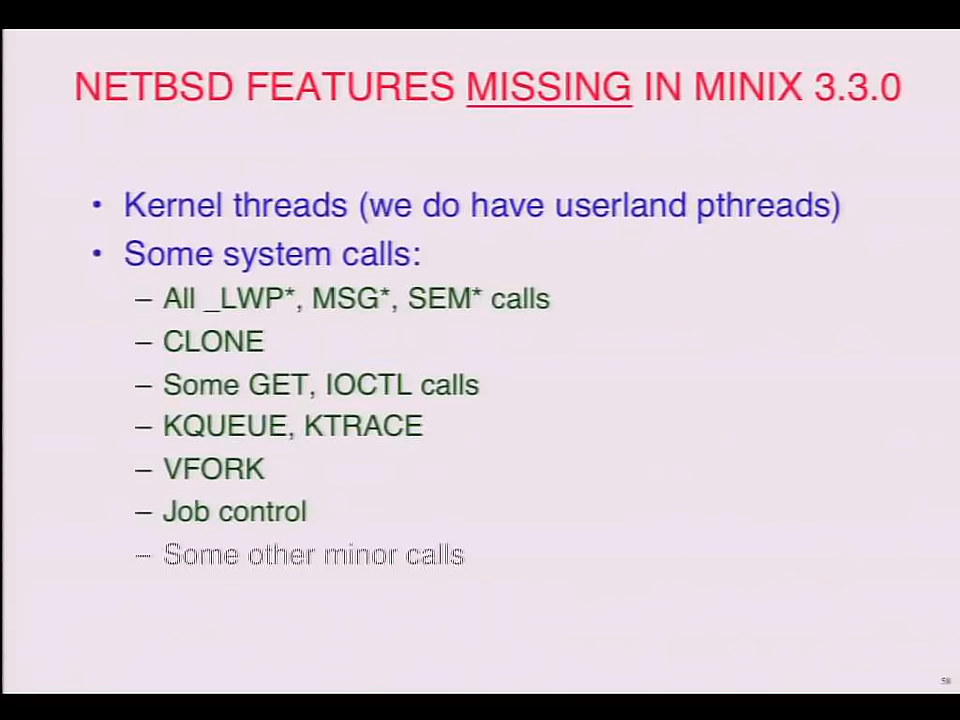 NETBSD FEATURES MISSING IN MINIX 3.3.0
• Kernel threads (we do have userland pthreads)
• Some system calls:
– All _LWP*, MSG*, SEM* calls
– CLONE
– Some GET, IOCTL calls
– KQUEUE, KTRACE
– VFORK
– Job control
– Some other minor calls
58